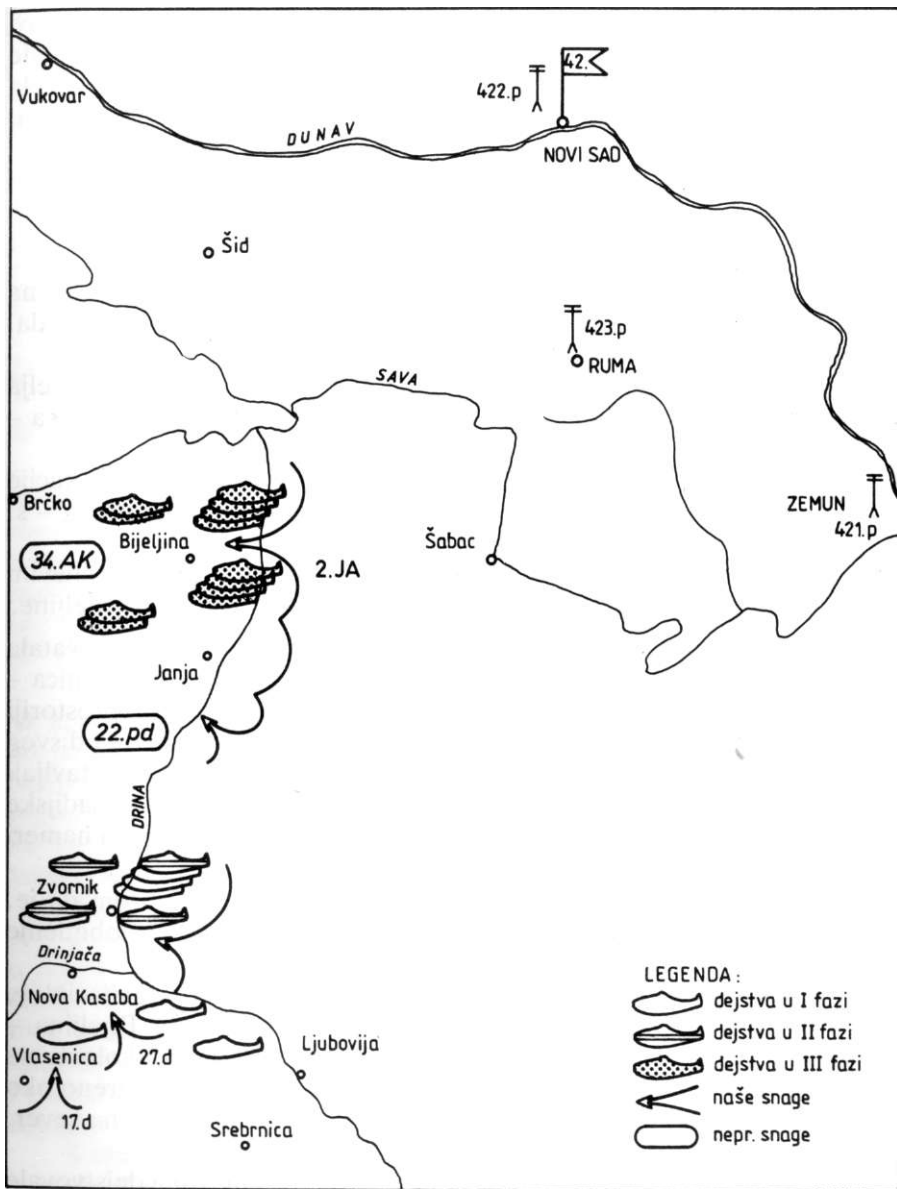 42.
422.p
Vukovar
DUNAV
NOVI SAD
Šid
423.p
RUMA
SAVA
Brčko
ZEMUN
421.p
Bijeljina
34.AK
2.JA
Šabac
Janja
22.pd
DRINA
Zvornik
Drinjača
Nova Kasaba
Vlasenica
27.d
17.d
Ljubovija
Srebrnica
LEGENDA:
dejstva u I fazi
dejstva u II fazi
dejstva u III fazi
naše snage
nepr. snage